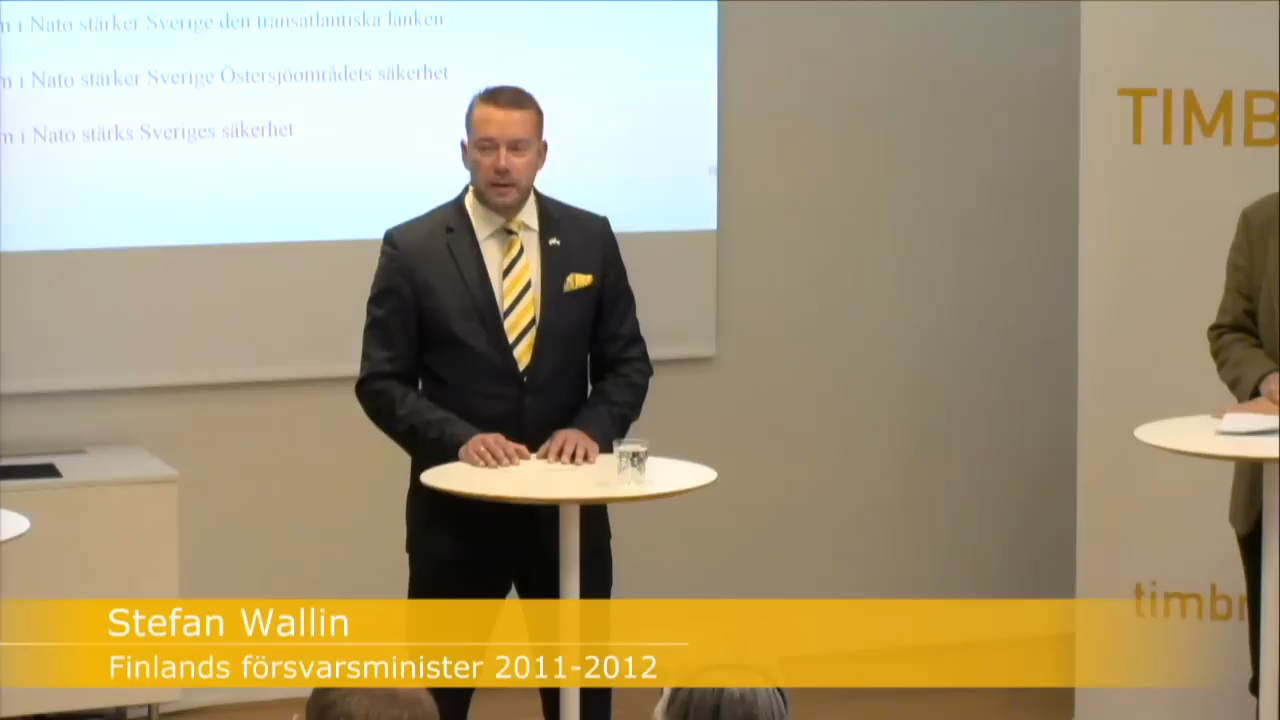 m i Nato stärker Sverige den transatlantiska länken
m i Nato stärker Sverige Östersjöområdets säkerhet
m i Nato stärks Sveriges säkerhet
TIMB
timbr
Stefan Wallin
Finlands försvarsminister 2011-2012